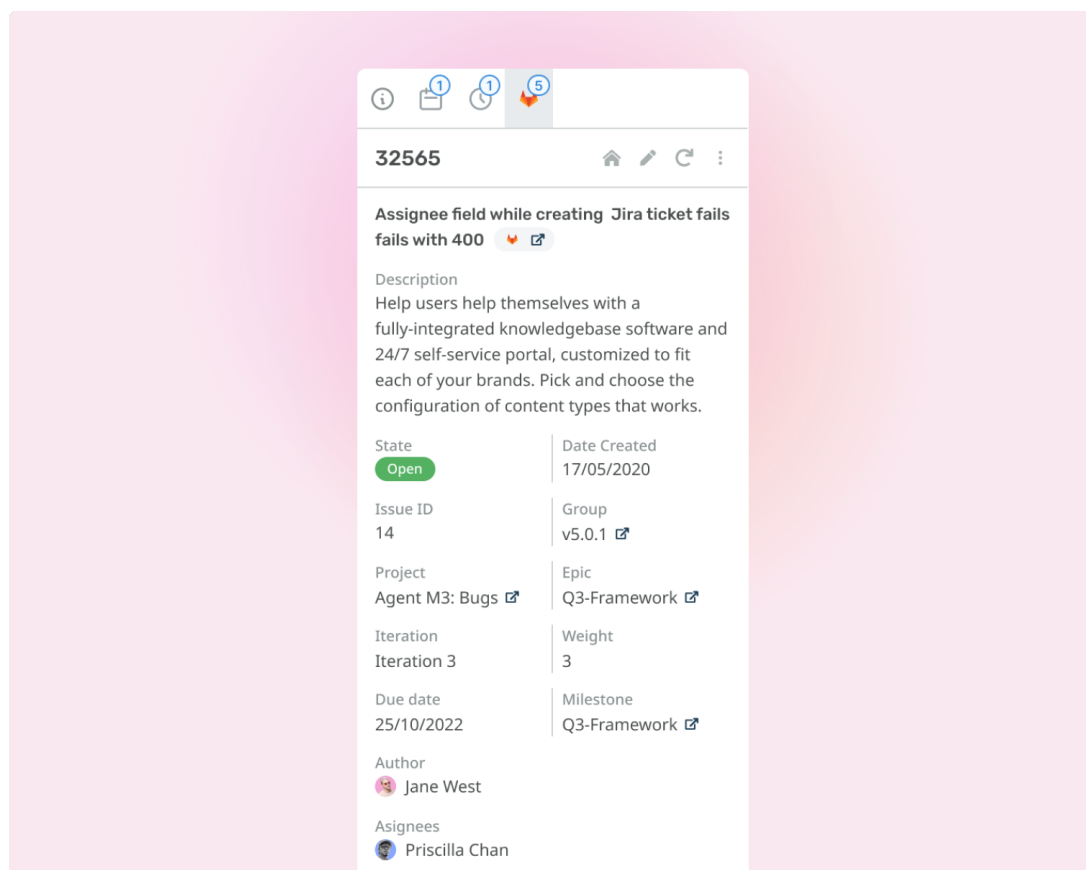 1 1 5
32565
Assignee field while creating Jira ticket fails
fails with 400
Description
Help users help themselves with a
fully-integrated knowledgebase software and
24/7 self-service portal, customized to fit
each of your brands. Pick and choose the
configuration of content types that works.
State
Open
Date Created
17/05/2020
Issue ID
14
Group
v5.0.1
Project
Agent M3: Bugs
Epic
Q3-Framework
Iteration
Iteration 3
Weight
3
Due date
25/10/2022
Milestone
Q3-Framework
Author
Jane West
Asignees
Priscilla Chan